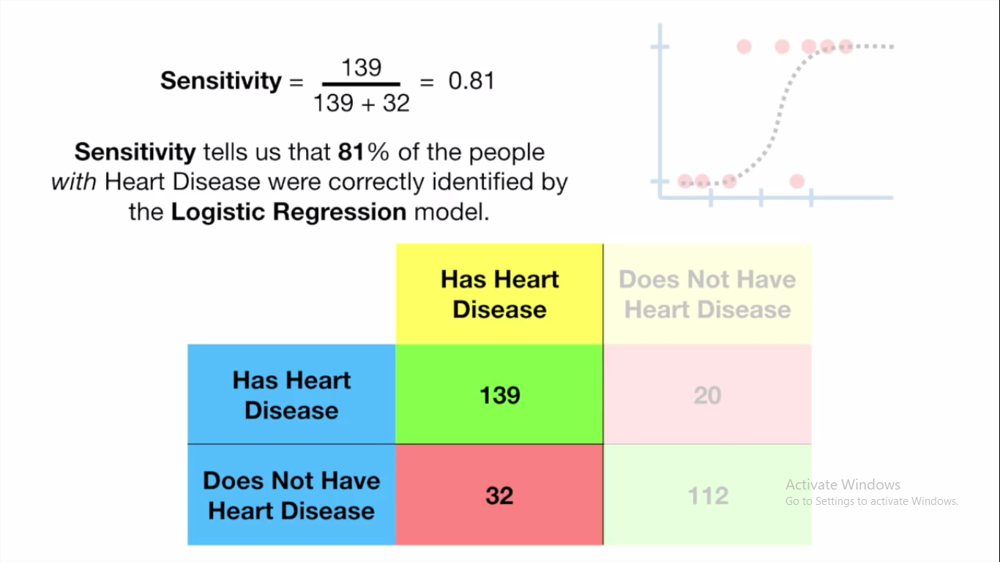 Sensitivity = 139 / 139 + 32 = 0.81
Sensitivity tells us that 81% of the people
with Heart Disease were correctly identified by
the Logistic Regression model.
Has Heart Disease
Does Not Have Heart Disease
Has Heart Disease
139
20
Does Not Have Heart Disease
32
112
Activate Windows
Go to Settings to activate Windows.